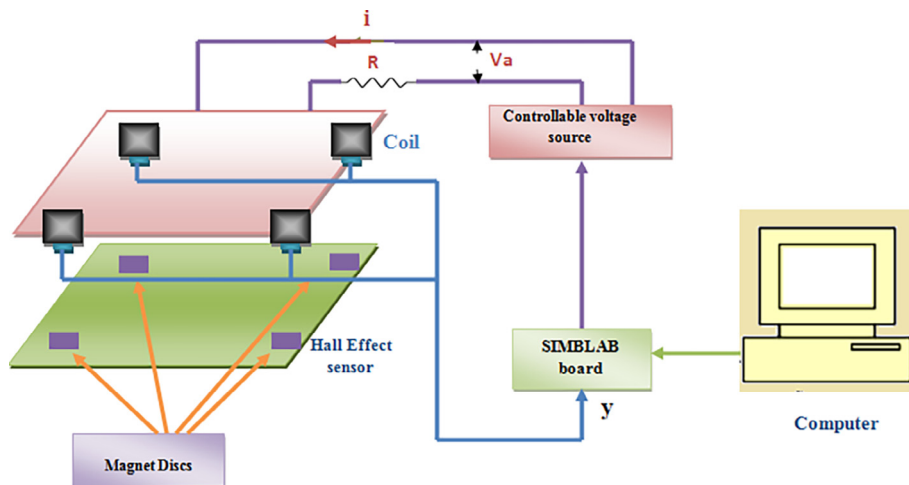 i
R
Va
Controllable voltage
source
Coil
Hall Effect
sensor
SIMBLAB
board
y
Computer
Magnet Discs